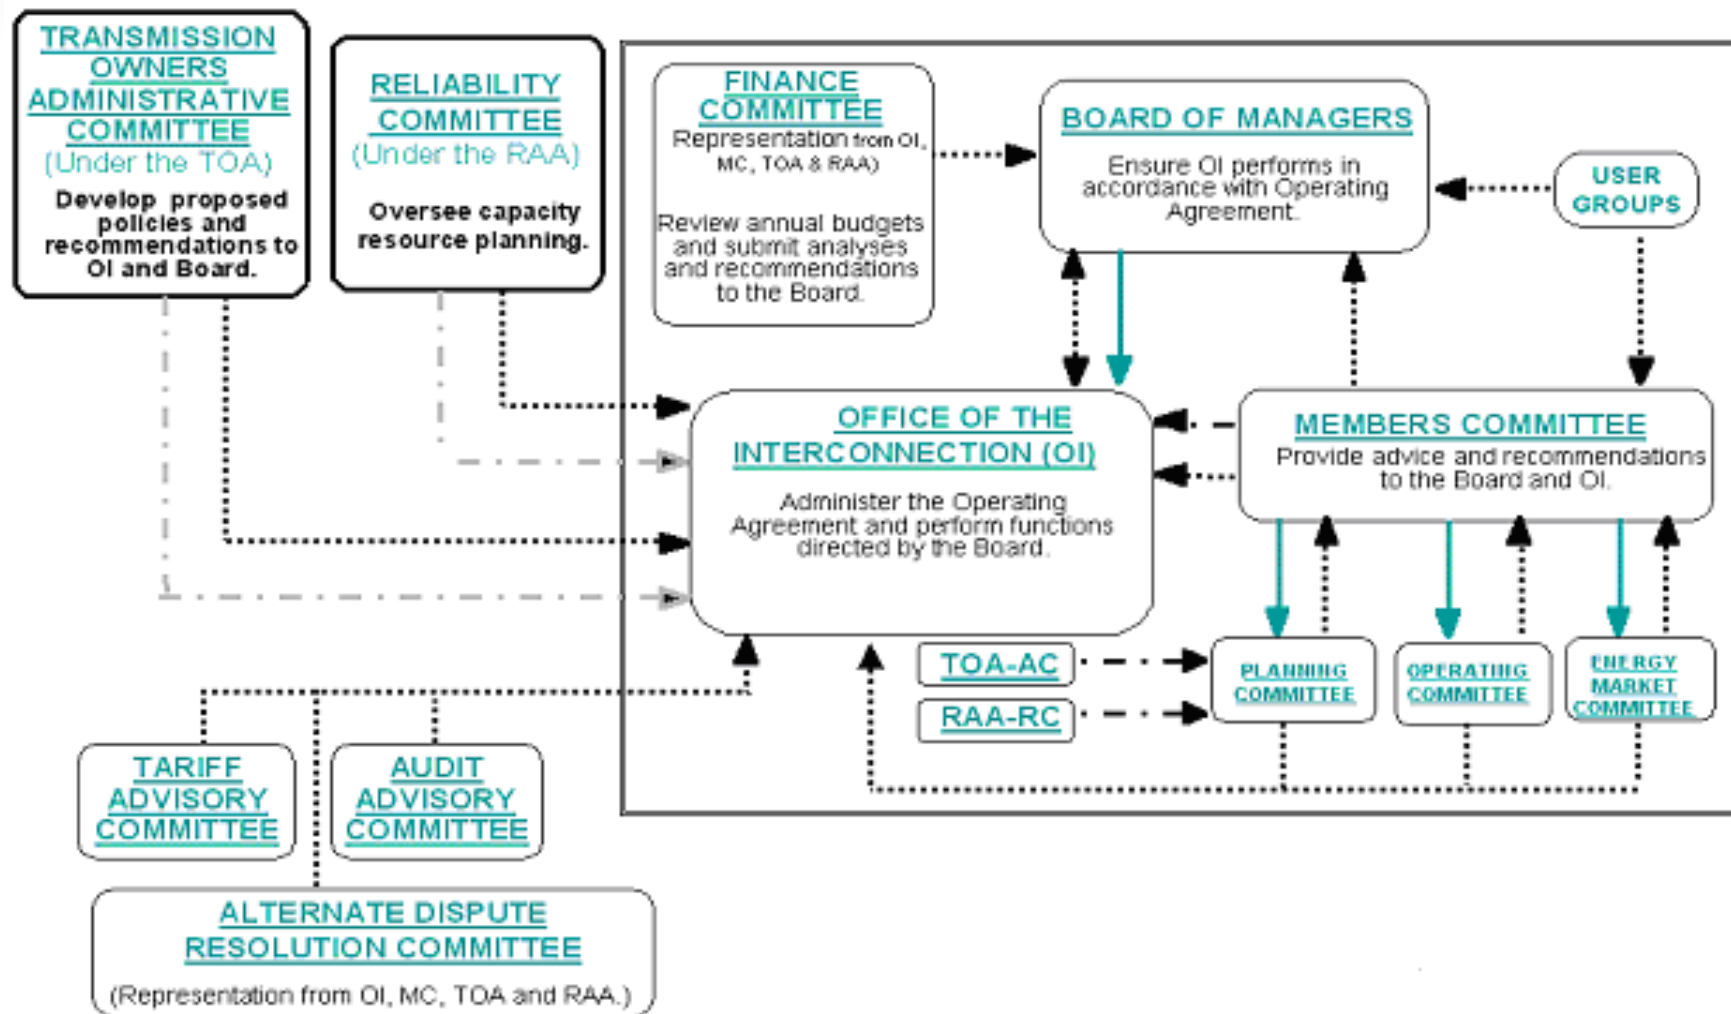 TRANSMISSION
OWNERS
ADMINISTRATIVE
COMMITTEE
(Under the TOA)
Develop proposed
policies and
recommendations to
OI and Board.
RELIABILITY
COMMITTEE
(Under the RAA)
Oversee capacity
resource planning.
FINANCE
COMMITTEE
Representation from OI,
MC, TOA & RAA)
Review annual budgets
and submit analyses
and recommendations
to the Board.
BOARD OF MANAGERS
Ensure OI performs in
accordance with Operating
Agreement.
USER
GROUPS
OFFICE OF THE
INTERCONNECTION (OI)
Administer the Operating
Agreement and perform functions
directed by the Board.
MEMBERS COMMITTEE
Provide advice and recommendations
to the Board and OI.
TOA-AC
RAA-RC
PLANNING
COMMITTEE
OPERATING
COMMITTEE
ENERGY
MARKET
COMMITTEE
TARIFF
ADVISORY
COMMITTEE
AUDIT
ADVISORY
COMMITTEE
ALTERNATE DISPUTE
RESOLUTION COMMITTEE
(Representation from OI, MC, TOA and RAA.)